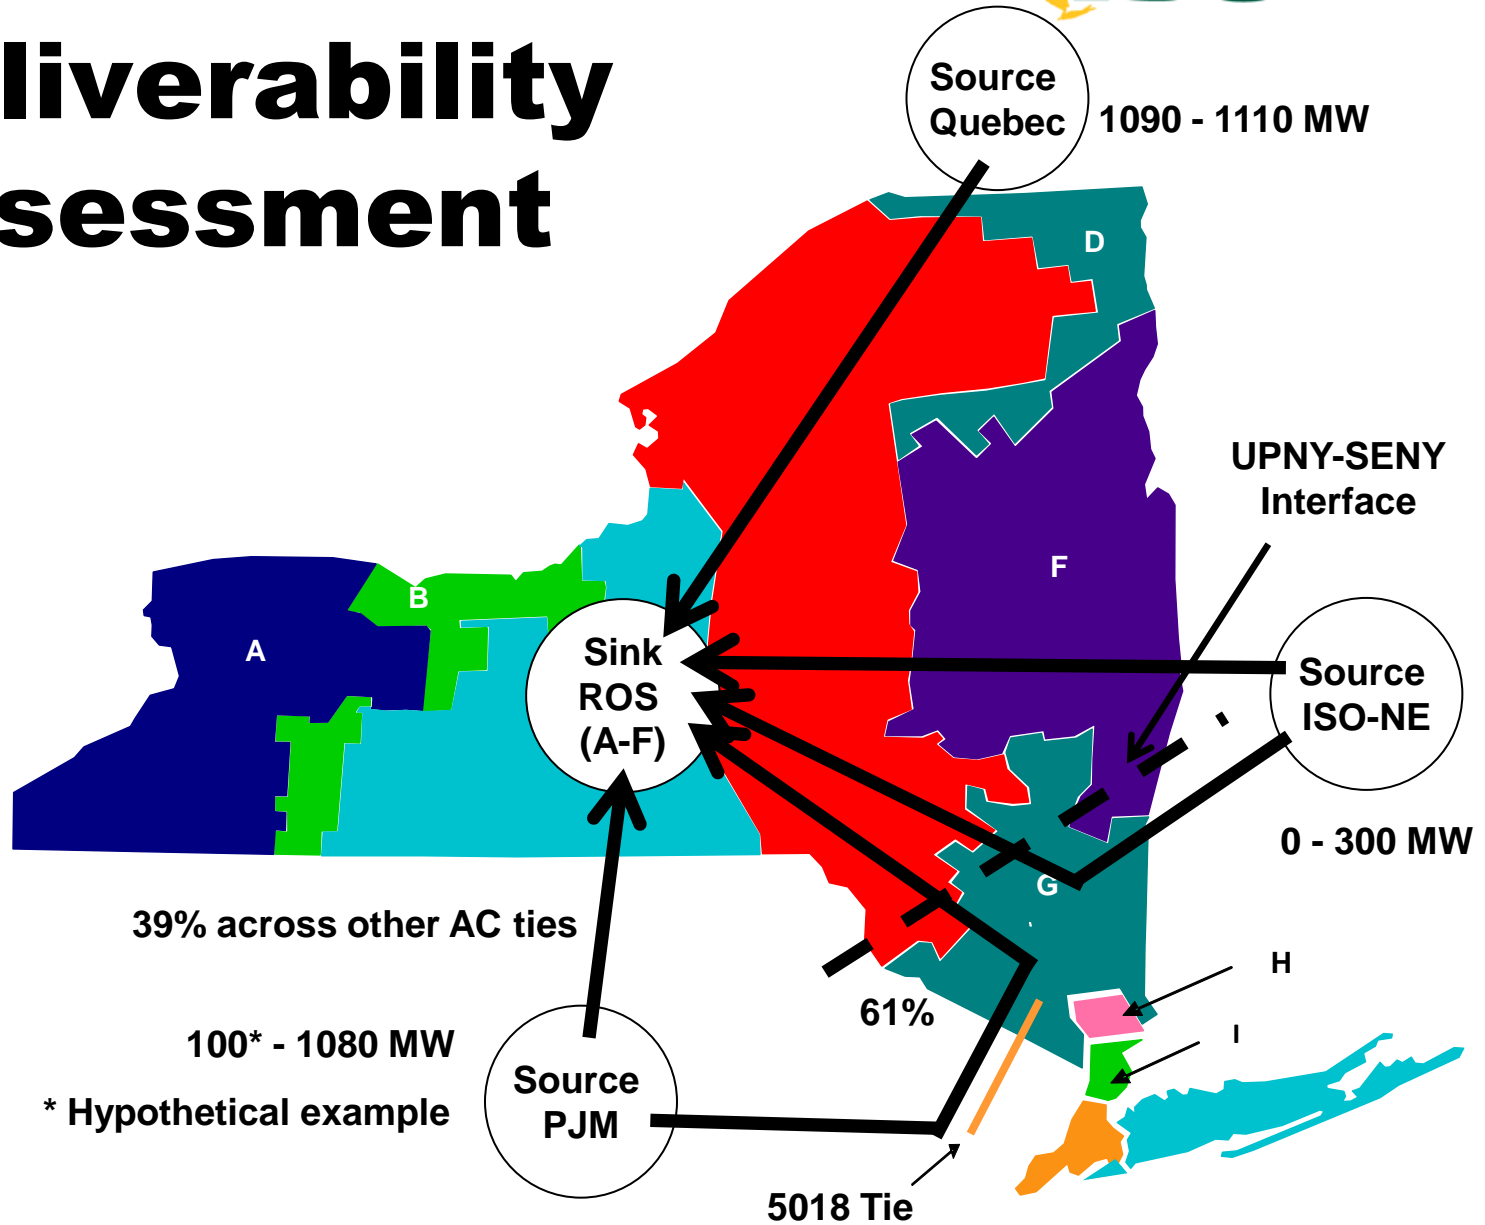 liverability
sessment
Source
Quebec
1090 - 1110 MW
D
UPNY-SENY
Interface
F
B
A
Sink
ROS
(A-F)
Source
ISO-NE
0 - 300 MW
G
39% across other AC ties
H
61%
I
100* - 1080 MW
Source
PJM
* Hypothetical example
5018 Tie